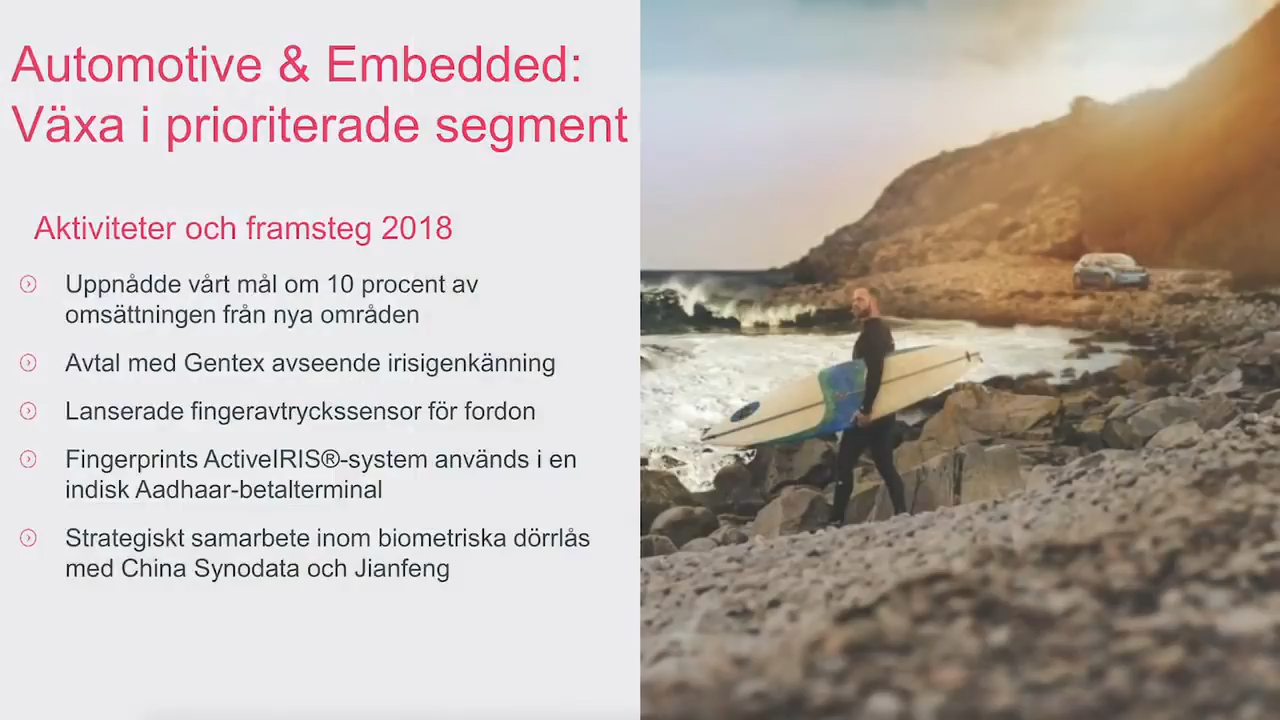 Automotive & Embedded:
Växa i prioriterade segment
Aktiviteter och framsteg 2018
Uppnådde vårt mål om 10 procent av
omsättningen från nya områden
Avtal med Gentex avseende irisigenkänning
Lanserade fingeravtryckssensor för fordon
Fingerprints ActiveIRIS®-system används i en
indisk Aadhaar-betalterminal
Strategiskt samarbete inom biometriska dörrlås
med China Synodata och Jianfeng